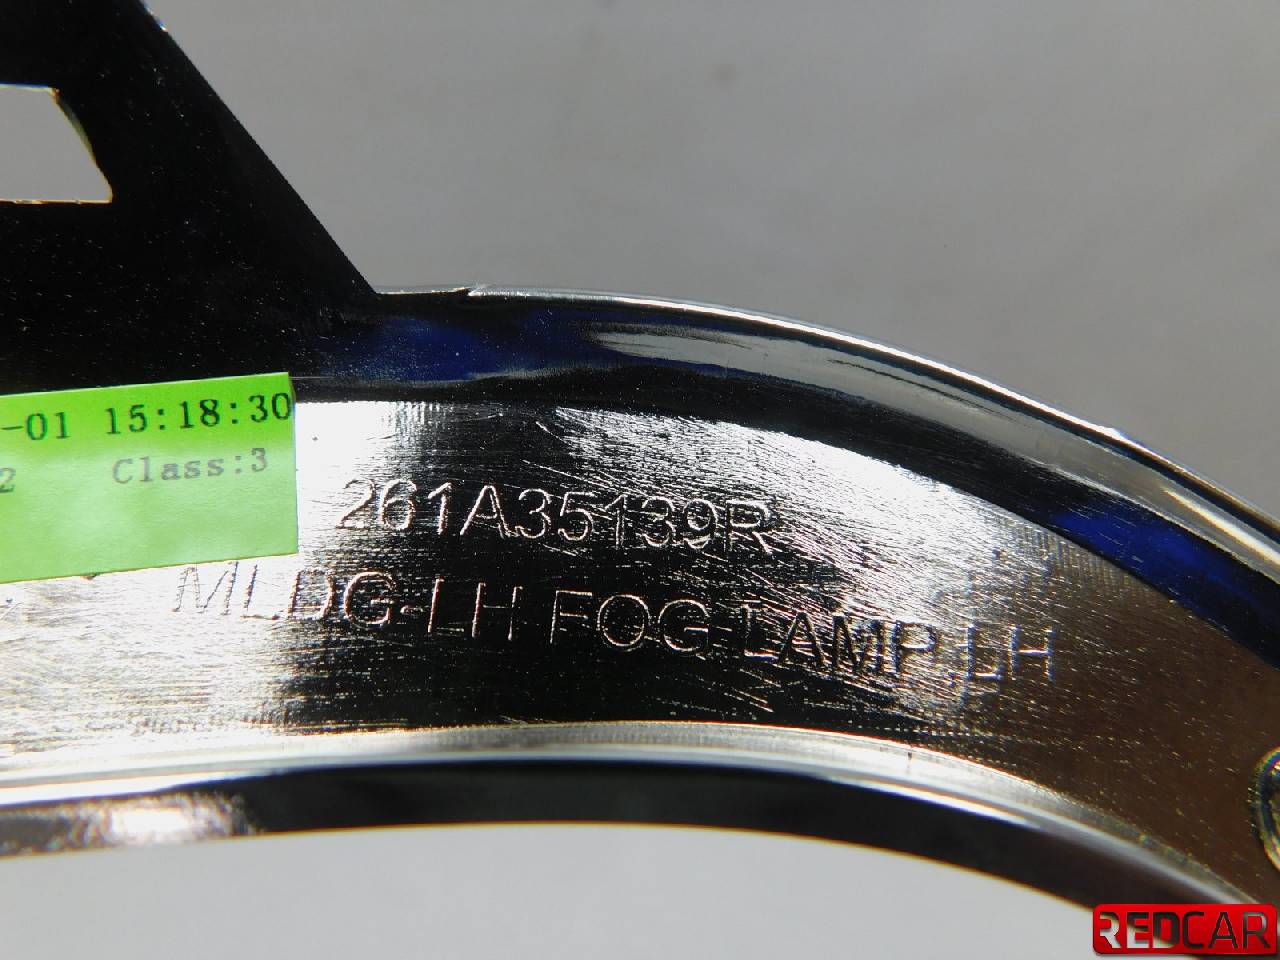 -01 15:18:30
2 Class:3
261A35139R
MLDG-LH FOG LAMP,LH
REDCAR